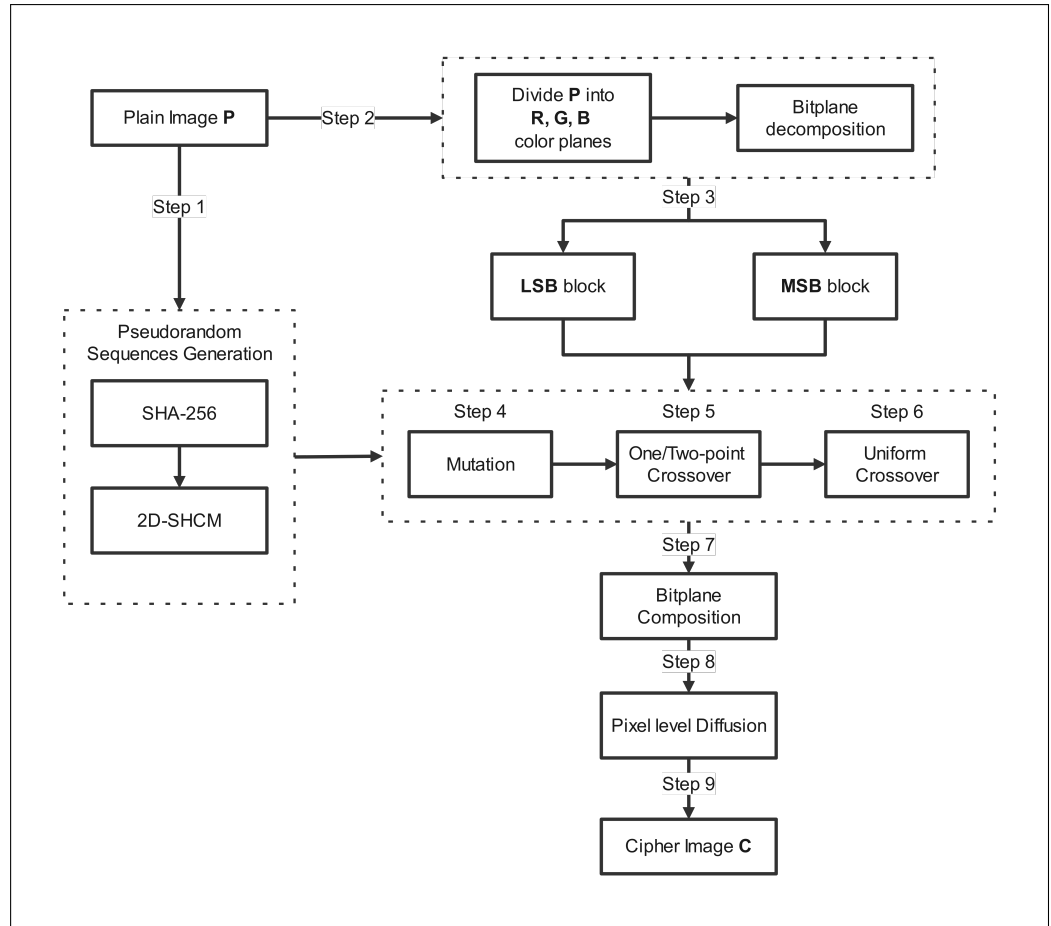 Plain Image P
Step 2
Divide P into
R, G, B
color planes
Bitplane
decomposition
Step 1
Step 3
LSB block
MSB block
Pseudorandom
Sequences Generation
SHA-256
2D-SHCM
Step 4
Step 5
Step 6
Mutation
One/Two-point
Crossover
Uniform
Crossover
Step 7
Bitplane
Composition
Step 8
Pixel level Diffusion
Step 9
Cipher Image C